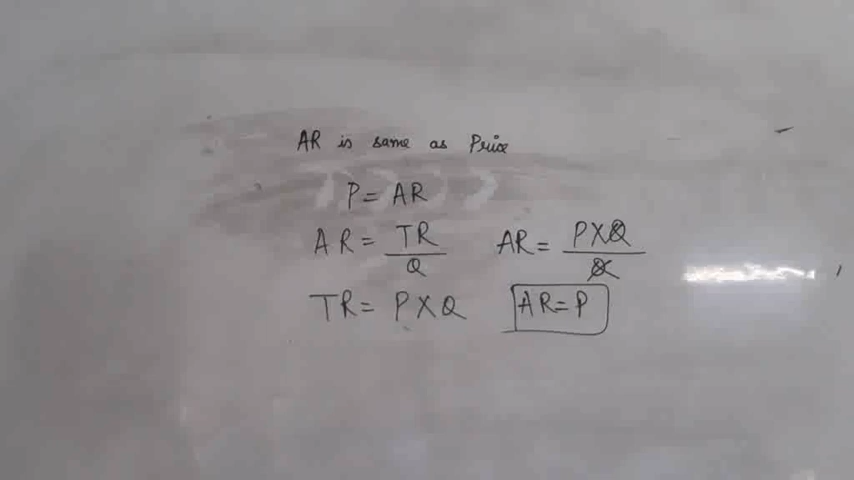 AR is same as Price
P = AR
AR = TR / Q
AR = P X Q / Q
TR = P X Q
AR = P